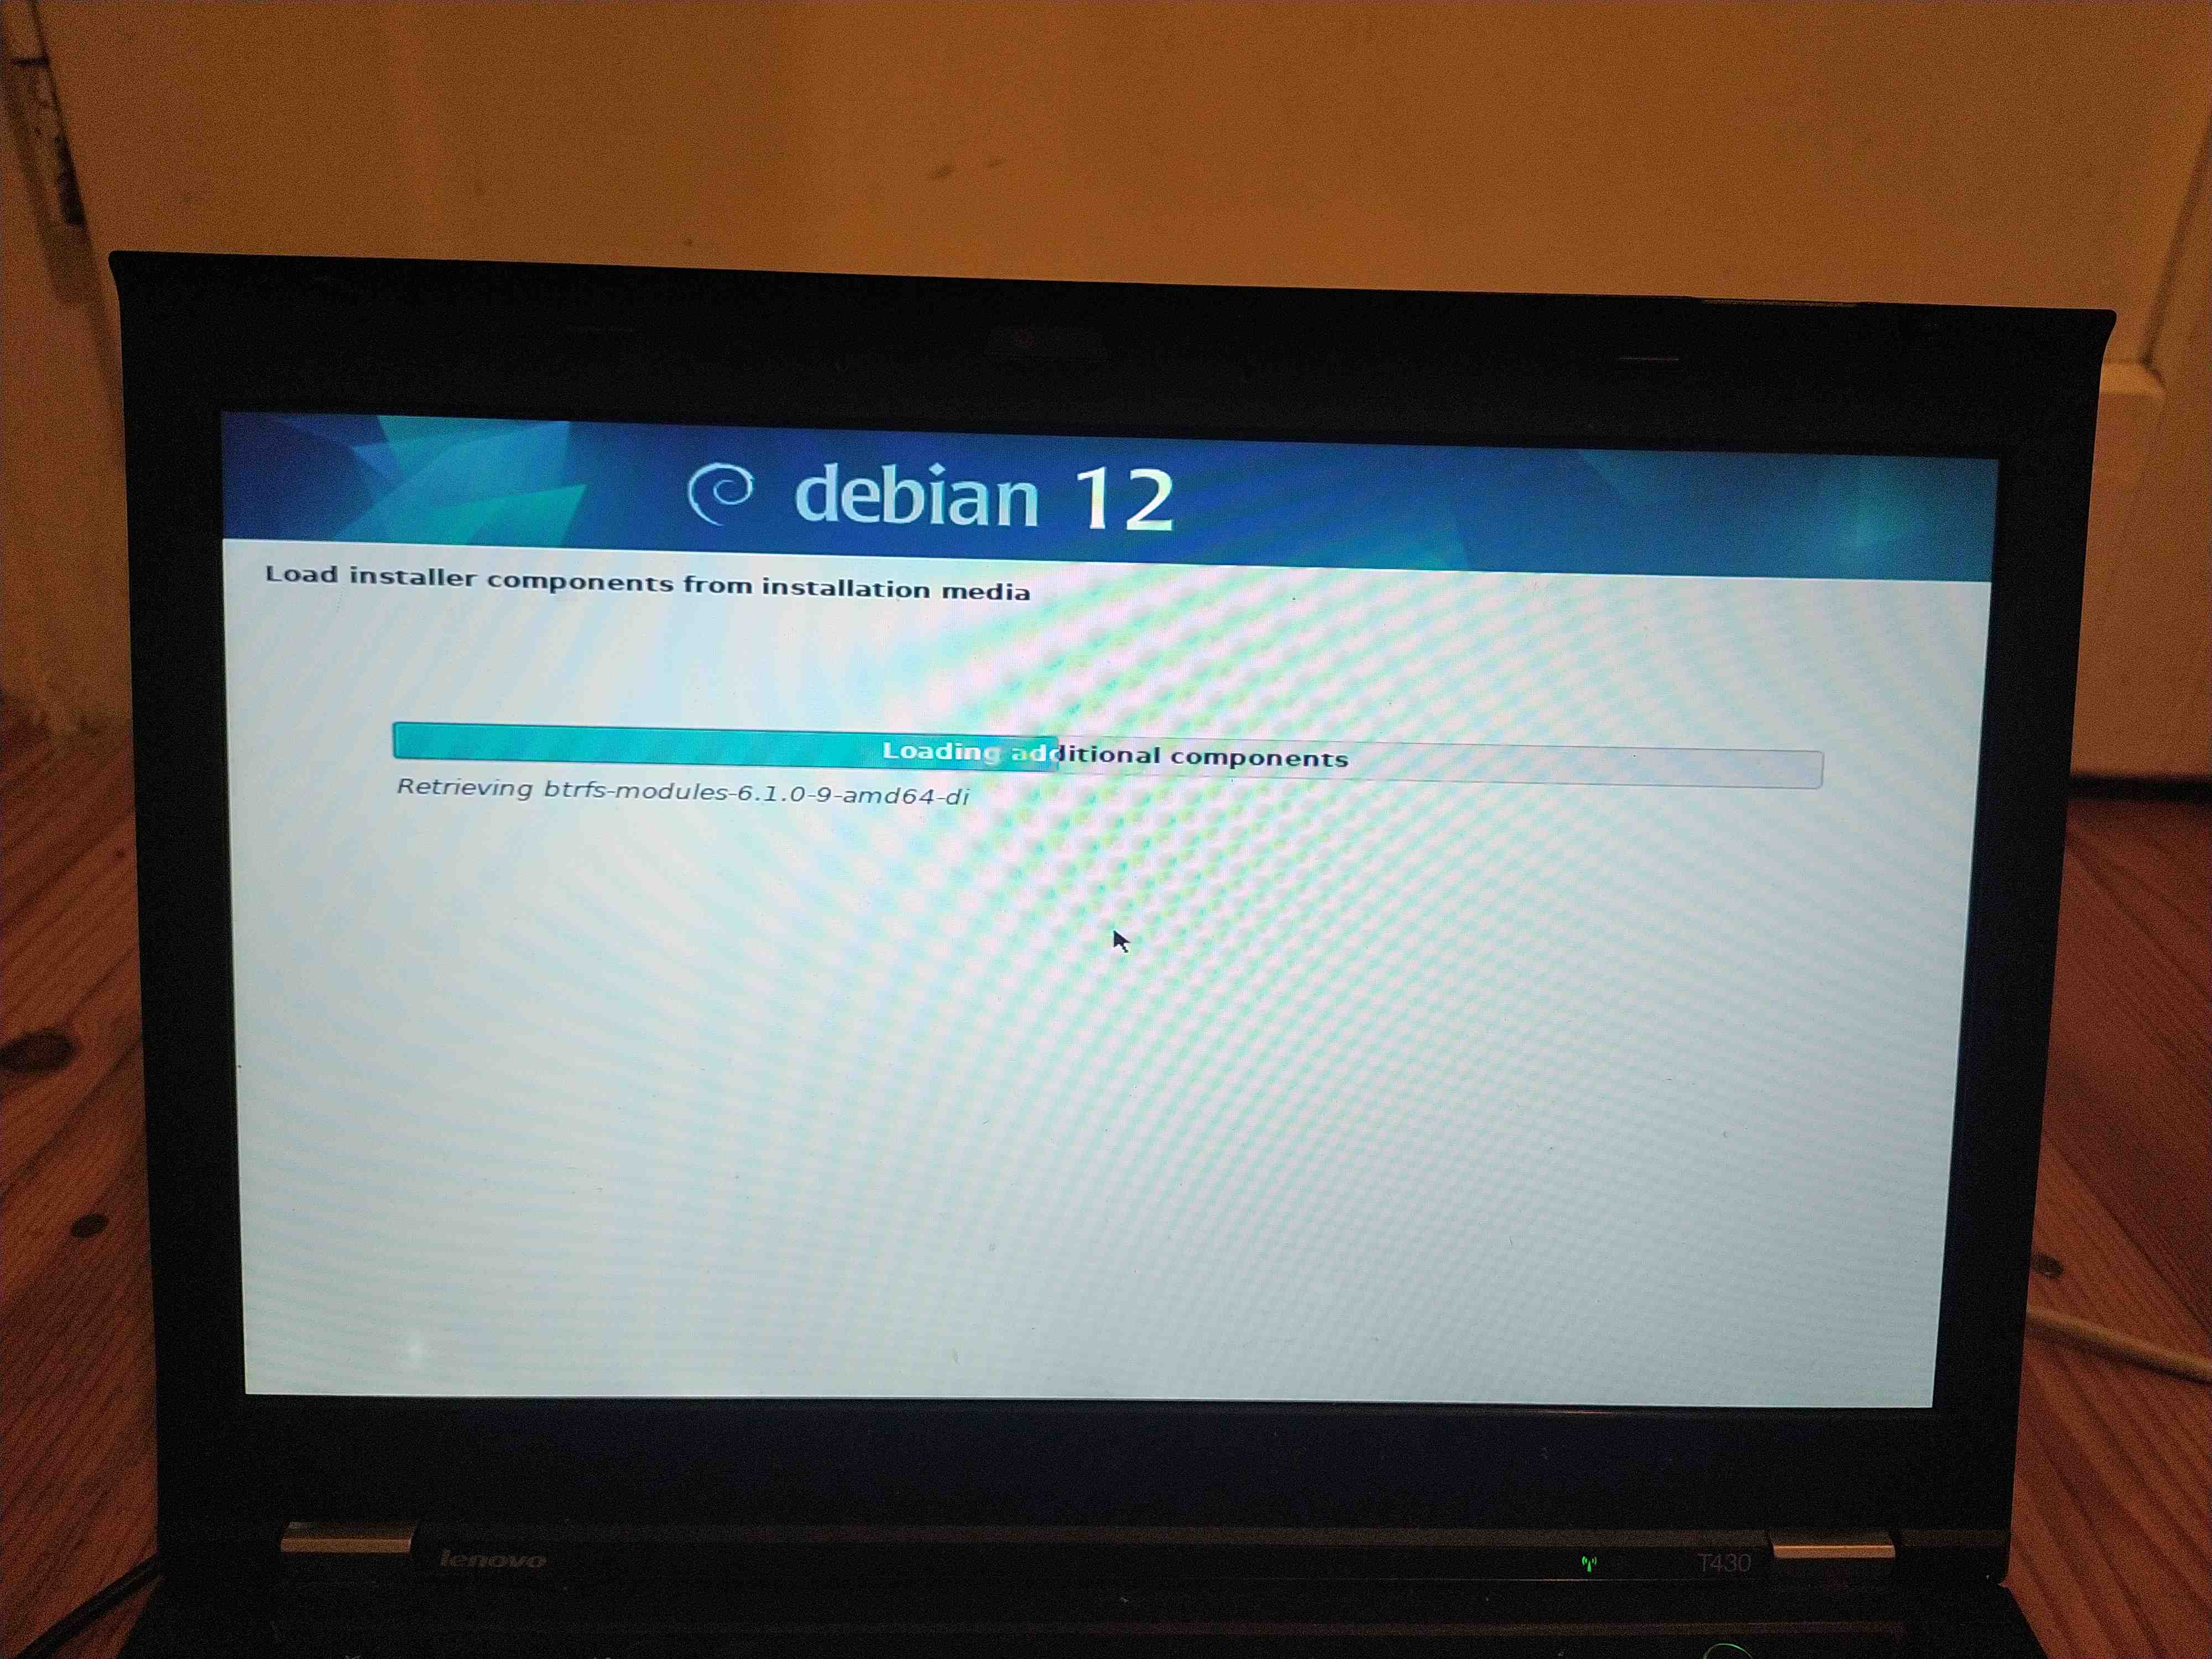 debian 12
Load installer components from installation media
Loading additional components
Retrieving btrfs-modules-6.1.0-9-amd64-di
lenovo
T430